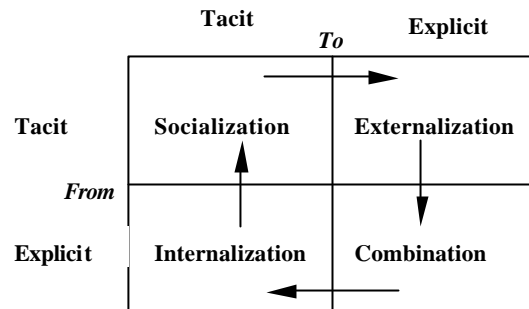 Tacit
To
Explicit
Tacit
Socialization
Externalization
From
Explicit
Internalization
Combination